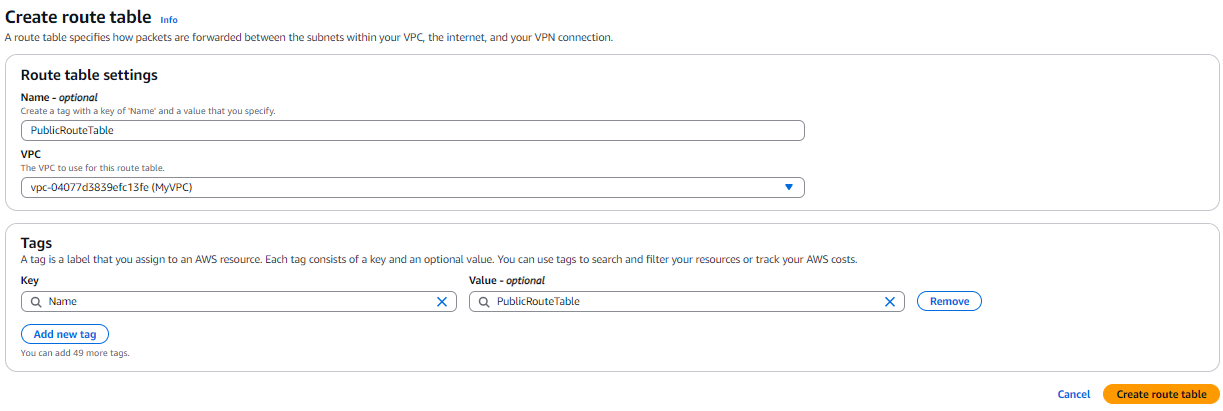 Create route table Info
A route table specifies how packets are forwarded between the subnets within your VPC, the internet, and your VPN connection.
Route table settings
Name - optional
Create a tag with a key of 'Name' and a value that you specify.
PublicRouteTable
VPC
The VPC to use for this route table.
vpc-04077d3839efc13fe (MyVPC)
Tags
A tag is a label that you assign to an AWS resource. Each tag consists of a key and an optional value. You can use tags to search and filter your resources or track your AWS costs.
Key Value - optional
Name PublicRouteTable Remove
Add new tag
You can add 49 more tags.
Cancel Create route table